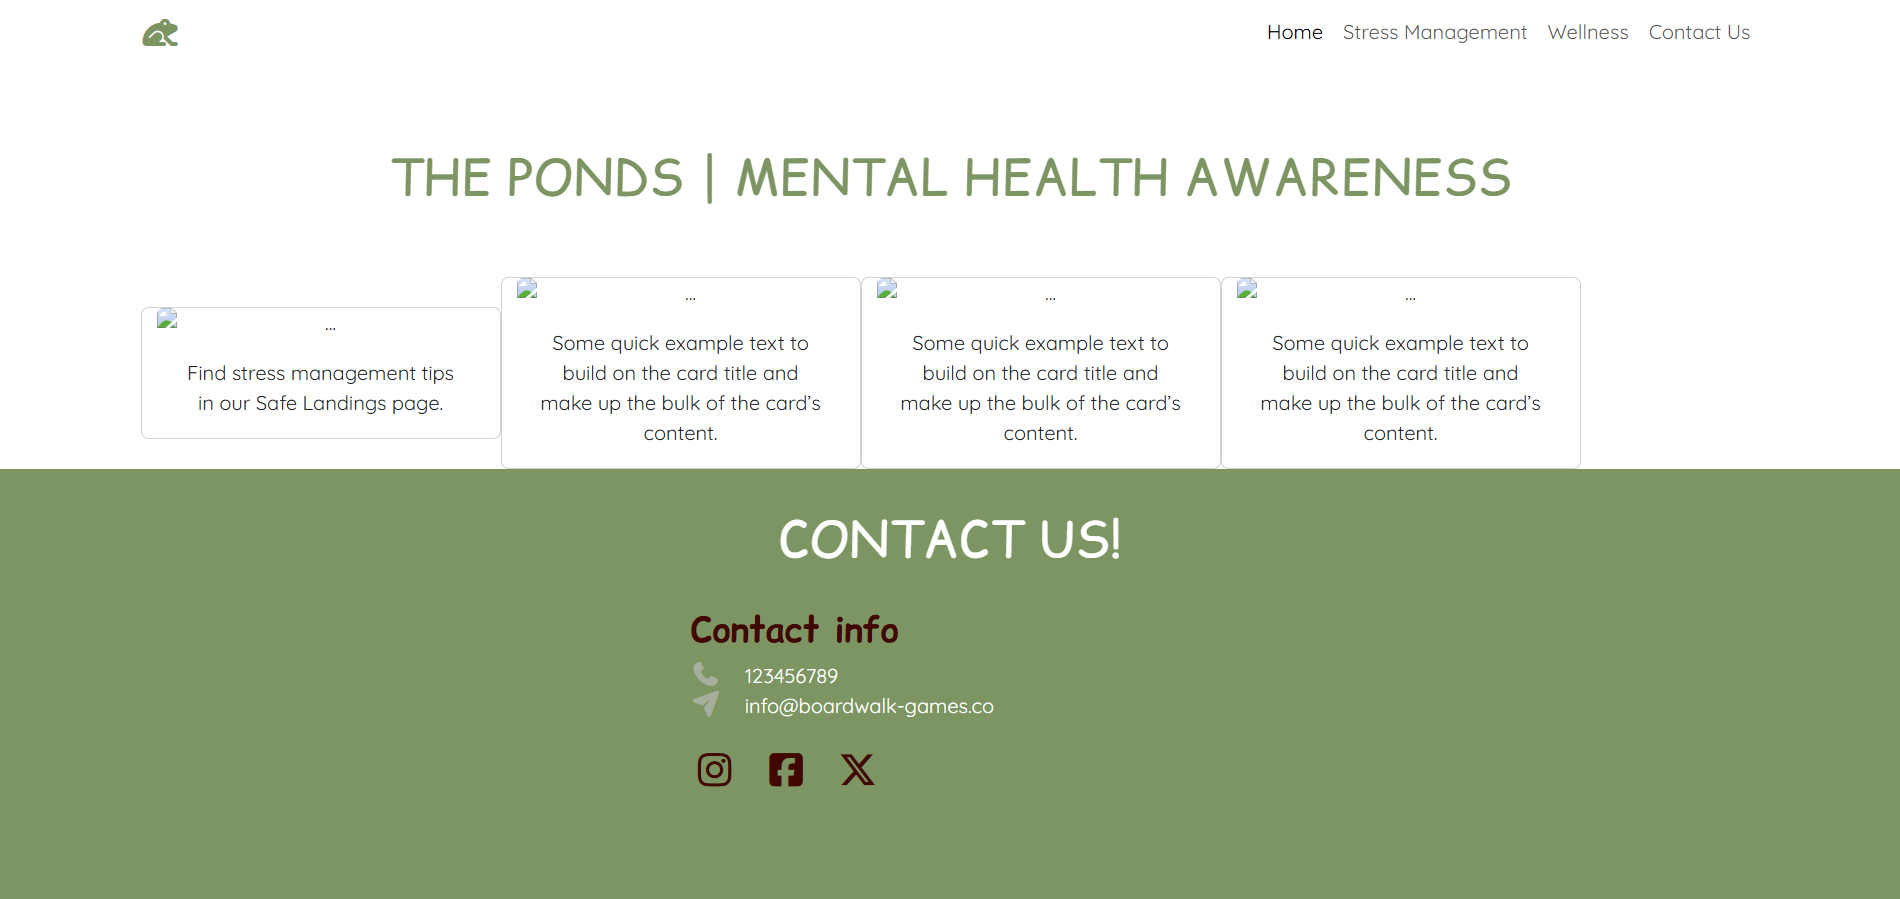 Home Stress Management Wellness Contact Us
THE PONDS | MENTAL HEALTH AWARENESS
...
Find stress management tips
in our Safe Landings page.
...
Some quick example text to
build on the card title and
make up the bulk of the card's
content.
...
Some quick example text to
build on the card title and
make up the bulk of the card's
content.
...
Some quick example text to
build on the card title and
make up the bulk of the card's
content.
CONTACT US!
Contact info
123456789
info@boardwalk-games.co